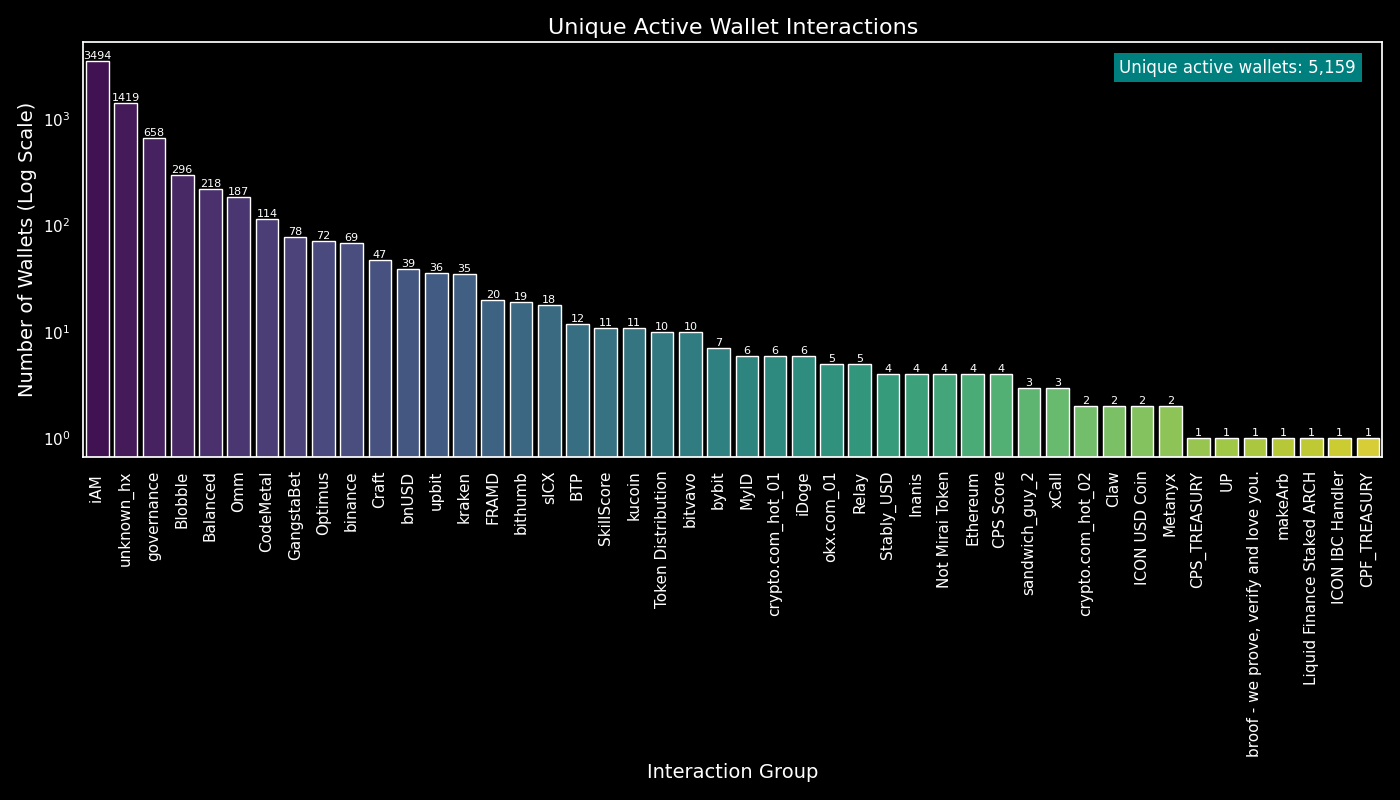 Unique Active Wallet Interactions
Unique active wallets: 5,159
Number of Wallets (Log Scale)
10³
10²
10¹
10⁰
3494
1419
658
296
218
187
114
78
72
69
47
39
36
35
20
19
18
12
11
11
10
10
7
6
6
6
5
5
4
4
4
4
4
3
3
2
2
2
2
1
1
1
1
1
1
1
iAM
unknown_hx
governance
Blobble
Balanced
Omm
CodeMetal
GangstaBet
Optimus
binance
Craft
bnUSD
upbit
kraken
FRAMD
bithumb
sICX
BTP
SkillScore
kucoin
Token Distribution
bitvavo
bybit
MyID
crypto.com_hot_01
iDoge
okx.com_01
Relay
Stably_USD
Inanis
Not Mirai Token
Ethereum
CPS Score
sandwich_guy_2
xCall
crypto.com_hot_02
Claw
ICON USD Coin
Metanyx
CPS_TREASURY
UP
broof - we prove, verify and love you.
makeArb
Liquid Finance Staked ARCH
ICON IBC Handler
CPF_TREASURY
Interaction Group